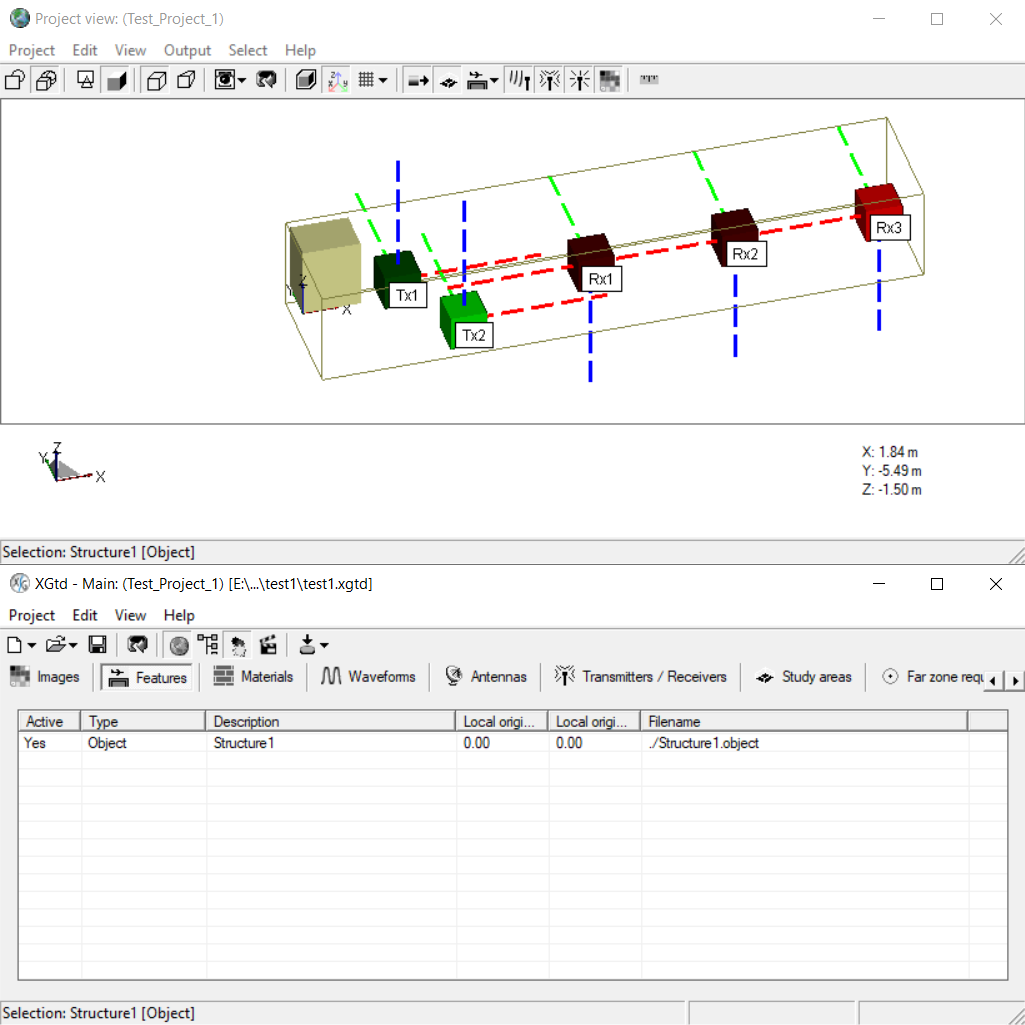 Project view: (Test_Project_1)
Project Edit View Output Select Help
Tx1
Tx2
Rx1
Rx2
Rx3
Z
Y
X
Z
Y
X
X: 1.84 m
Y: -5.49 m
Z: -1.50 m
Selection: Structure1 [Object]
XGtd - Main: (Test_Project_1) [E:\...\test1\test1.xgtd]
Project Edit View Help
Images Features Materials Waveforms Antennas Transmitters / Receivers Study areas Far zone requ
Active Type Description Local origi... Local origi... Filename
Yes Object Structure1 0.00 0.00 ./Structure1.object
Selection: Structure1 [Object]